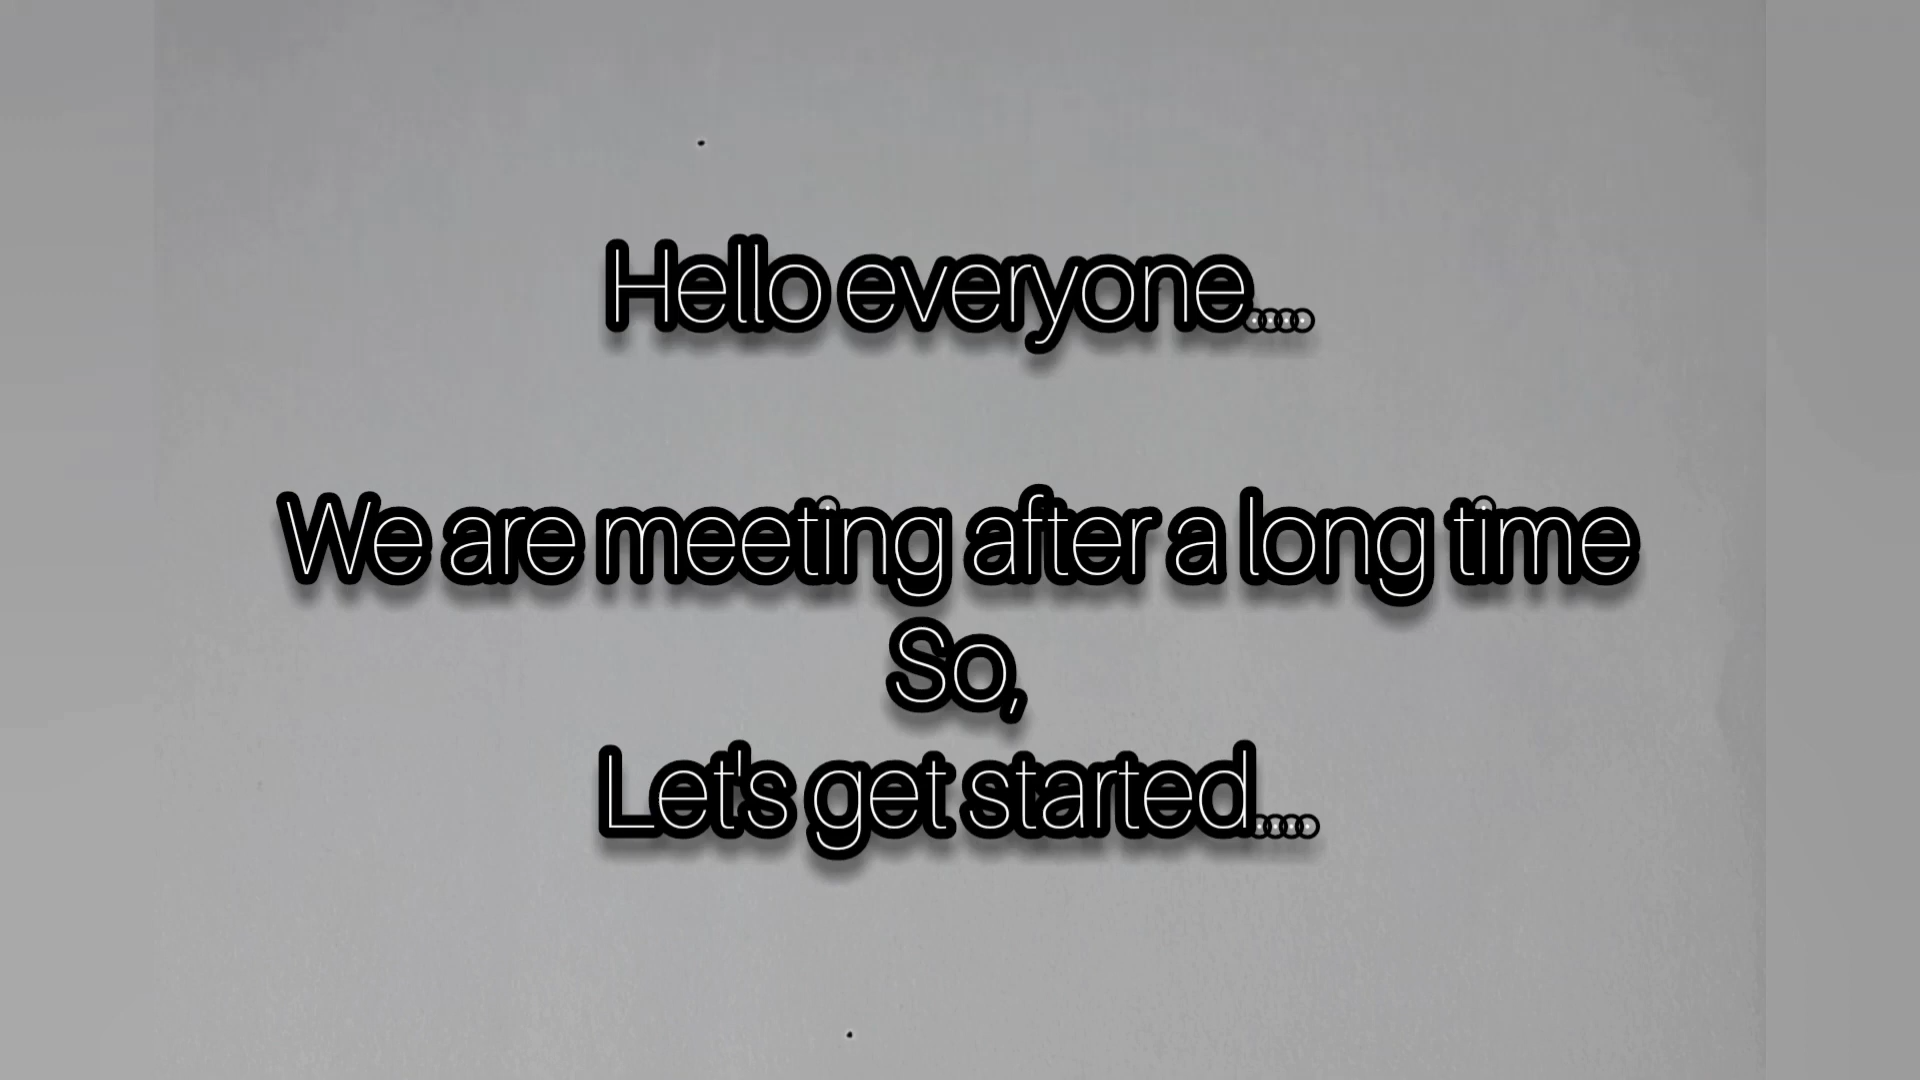 Hello everyone....
We are meeting after a long time
So,
Let's get started....